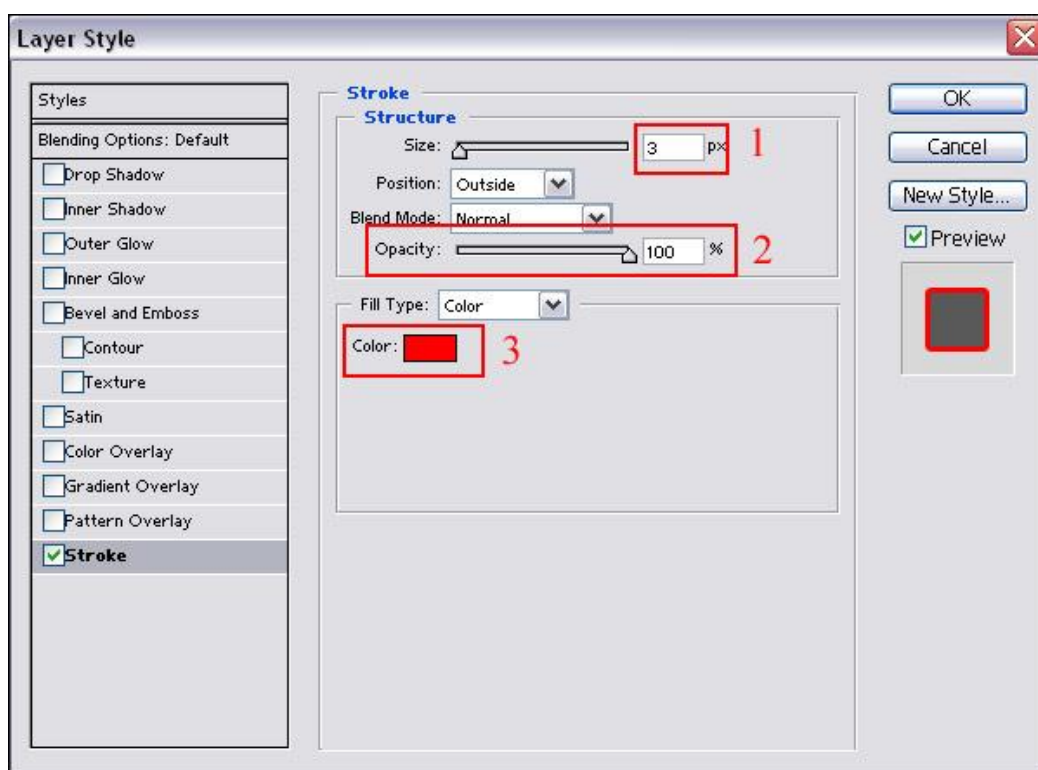 Layer Style
Styles
Blending Options: Default
Drop Shadow
Inner Shadow
Outer Glow
Inner Glow
Bevel and Emboss
Contour
Texture
Satin
Color Overlay
Gradient Overlay
Pattern Overlay
Stroke
Stroke
Structure
Size: 3 px 1
Position: Outside
Blend Mode: Normal
Opacity: 100 % 2
Fill Type: Color
Color: 3
OK
Cancel
New Style...
Preview